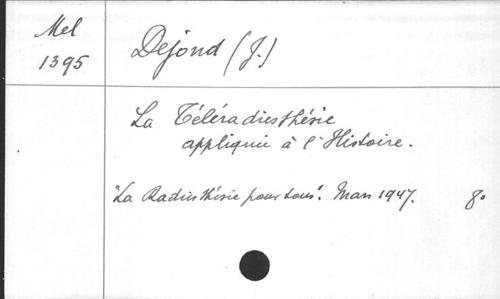 Mel
1395
Dejond (J.)
La Téléradiesthésie
appliquée à l'Histoire.
"La Radiesthésie pour tous". Mars 1947. 8°